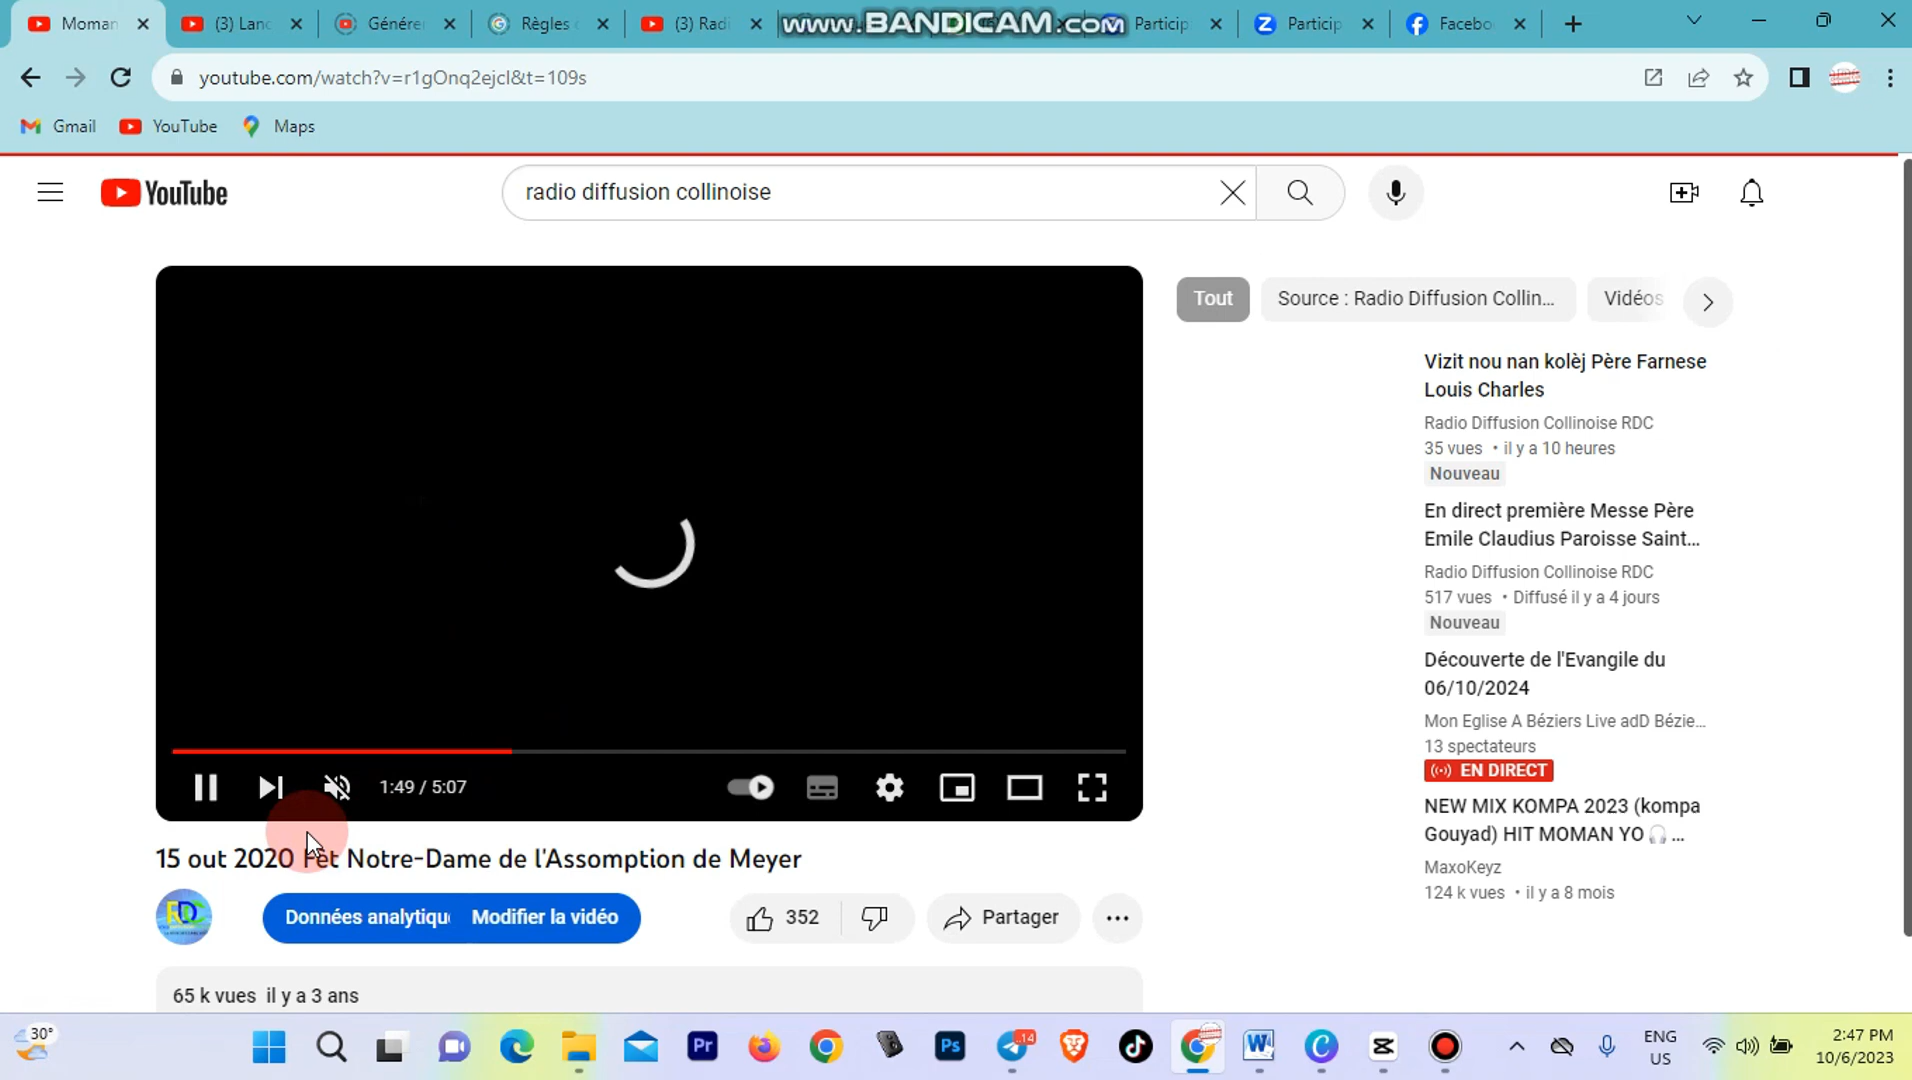 Moman
(3) Lanc
Générer
Règles
(3) Radi
www.BANDICAM.com
Particip
Particip
Facebo
youtube.com/watch?v=r1gOnq2ejcI&t=109s
Gmail
YouTube
Maps
YouTube
radio diffusion collinoise
Tout
Source : Radio Diffusion Collin...
Vidéos
Vizit nou nan kolèj Père Farnese
Louis Charles
Radio Diffusion Collinoise RDC
35 vues • il y a 10 heures
Nouveau
En direct première Messe Père
Emile Claudius Paroisse Saint...
Radio Diffusion Collinoise RDC
517 vues • Diffusé il y a 4 jours
Nouveau
Découverte de l'Evangile du
06/10/2024
Mon Eglise A Béziers Live adD Bézie...
13 spectateurs
EN DIRECT
NEW MIX KOMPA 2023 (kompa
Gouyad) HIT MOMAN YO 🎧 ...
MaxoKeyz
124 k vues • il y a 8 mois
1:49 / 5:07
15 out 2020 Fèt Notre-Dame de l'Assomption de Meyer
RDC
Données analytiqu
Modifier la vidéo
352
Partager
65 k vues il y a 3 ans
30°
Pr
Ps
14
W
ENG
US
2:47 PM
10/6/2023